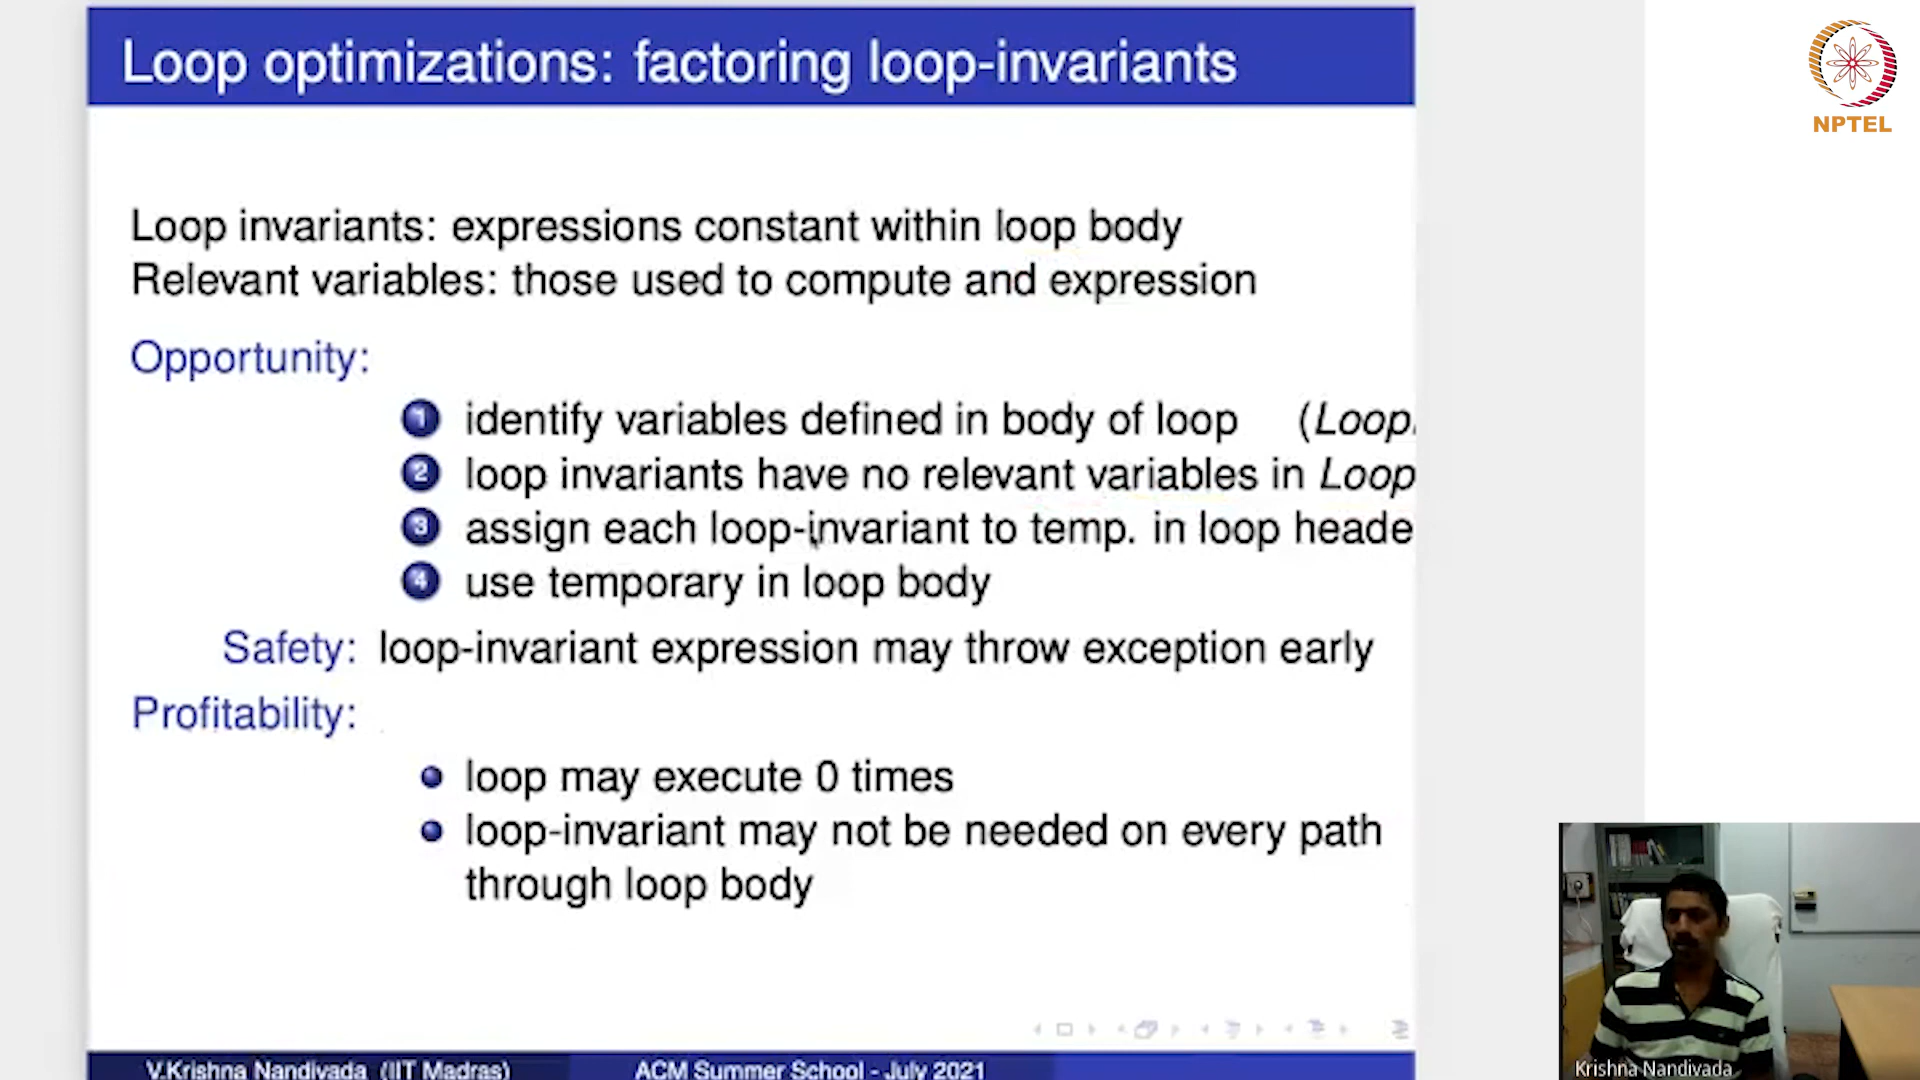 Loop optimizations: factoring loop-invariants
NPTEL
Loop invariants: expressions constant within loop body
Relevant variables: those used to compute and expression
Opportunity:
1 identify variables defined in body of loop (Loop
2 loop invariants have no relevant variables in Loop
3 assign each loop-invariant to temp. in loop heade
4 use temporary in loop body
Safety: loop-invariant expression may throw exception early
Profitability:
loop may execute 0 times
loop-invariant may not be needed on every path
through loop body
V.Krishna Nandivada (IIT Madras) ACM Summer School - July 2021
Krishna Nandivada